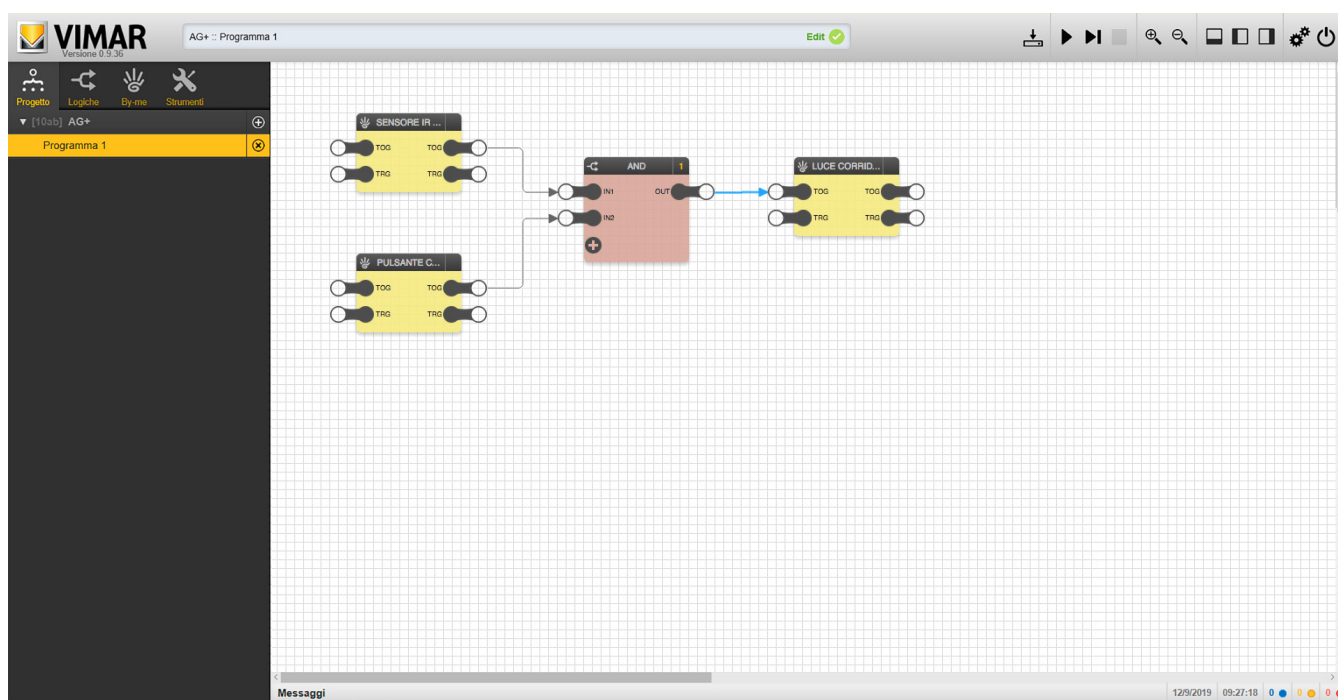 VIMAR
Versione 0.9.36
AG+ :: Programma 1
Edit
Progetto Logiche By-me Strumenti
[10ab] AG+
Programma 1
SENSORE IR ...
TOG TOG
TRG TRG
AND 1
IN1 OUT
IN2
LUCE CORRID...
TOG TOG
TRG TRG
PULSANTE C...
TOG TOG
TRG TRG
Messaggi
12/9/2019 09:27:18 0 0 0